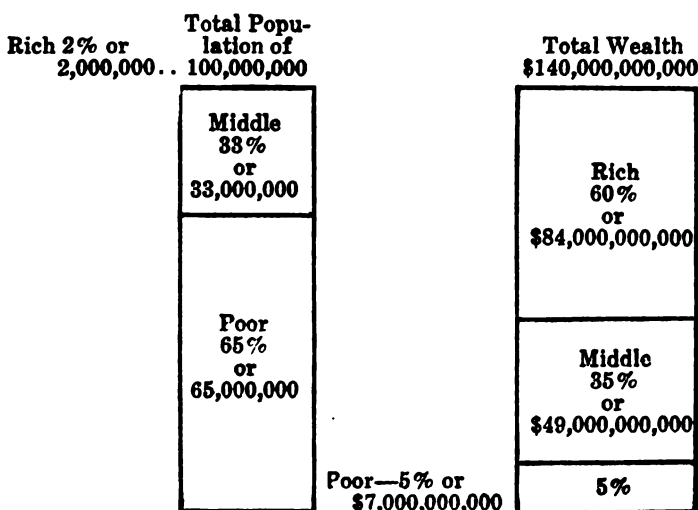 Rich 2% or
2,000,000..
Total Popu-
lation of
100,000,000
Middle
33%
or
33,000,000
Poor
65%
or
65,000,000
Total Wealth
$140,000,000,000
Rich
60%
or
$84,000,000,000
Middle
35%
or
$49,000,000,000
Poor—5% or
$7,000,000,000
5%